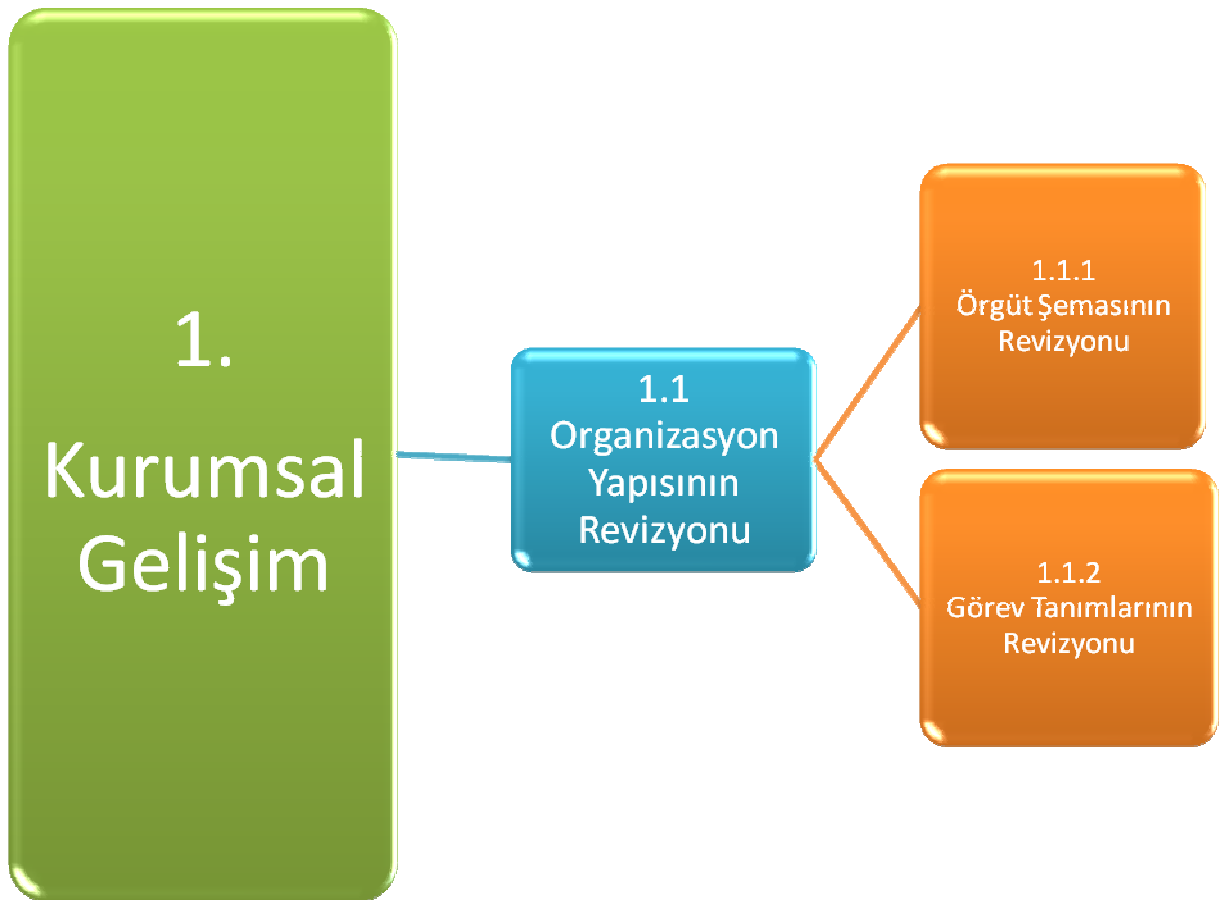 1.
Kurumsal
Gelişim
1.1
Organizasyon
Yapısının
Revizyonu
1.1.1
Örgüt Şemasının
Revizyonu
1.1.2
Görev Tanımlarının
Revizyonu